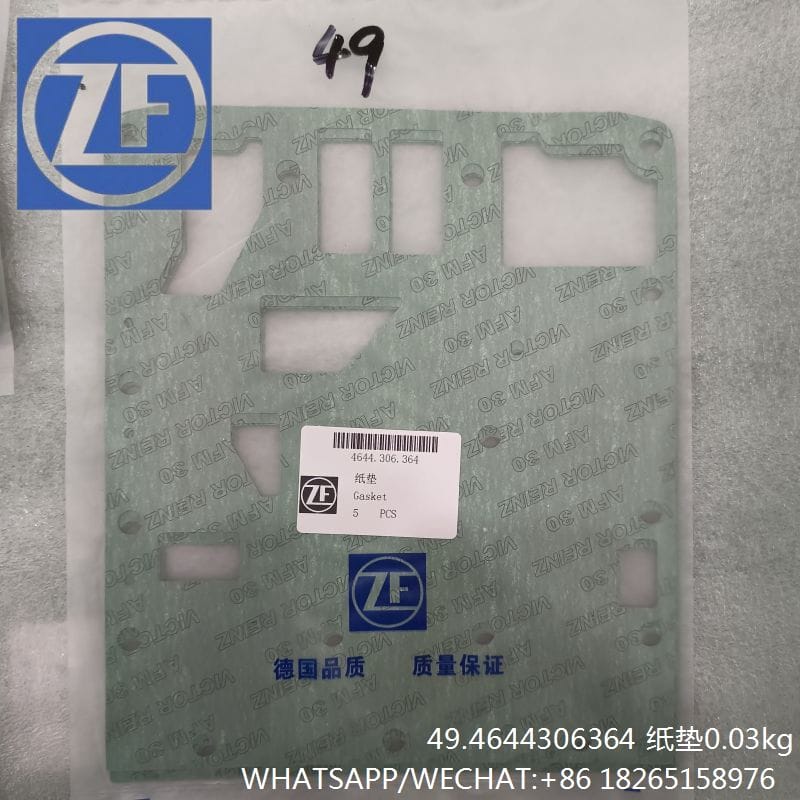 49
ZF
VICTOR REINZ
AFM 30
4644.306.364
纸垫
ZF
Gasket
5 PCS
ZF
德国品质 质量保证
49.4644306364 纸垫0.03kg
WHATSAPP/WECHAT:+86 18265158976